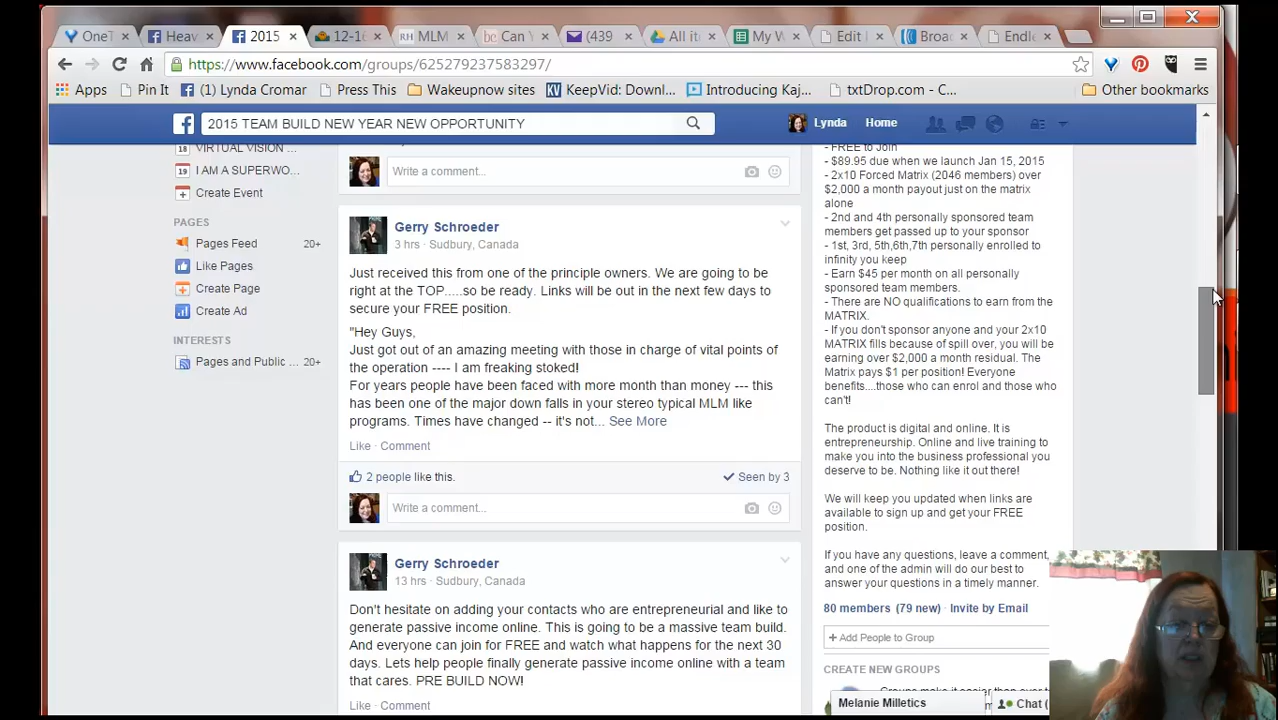 OneT
Heav
2015
12-16
MLM
Can Y
(439
All it
My W
Edit I
Broa
Endle
https://www.facebook.com/groups/625279237583297/
Apps
Pin It
(1) Lynda Cromar
Press This
Wakeupnow sites
KeepVid: Downl...
Introducing Kaj...
txtDrop.com - C...
Other bookmarks
2015 TEAM BUILD NEW YEAR NEW OPPORTUNITY
Lynda
Home
18 VIRTUAL VISION ...
19 I AM A SUPERWO...
Create Event
PAGES
Pages Feed 20+
Like Pages
Create Page
Create Ad
INTERESTS
Pages and Public ... 20+
Write a comment...
Gerry Schroeder
3 hrs · Sudbury, Canada
Just received this from one of the principle owners. We are going to be
right at the TOP.....so be ready. Links will be out in the next few days to
secure your FREE position.
"Hey Guys,
Just got out of an amazing meeting with those in charge of vital points of
the operation ---- I am freaking stoked!
For years people have been faced with more month than money --- this
has been one of the major down falls in your stereo typical MLM like
programs. Times have changed -- it's not... See More
Like · Comment
2 people like this.
Seen by 3
Write a comment...
Gerry Schroeder
13 hrs · Sudbury, Canada
Don't hesitate on adding your contacts who are entrepreneurial and like to
generate passive income online. This is going to be a massive team build.
And everyone can join for FREE and watch what happens for the next 30
days. Lets help people finally generate passive income online with a team
that cares. PRE BUILD NOW!
Like · Comment
- FREE to Join
- $89.95 due when we launch Jan 15, 2015
- 2x10 Forced Matrix (2046 members) over
$2,000 a month payout just on the matrix
alone
- 2nd and 4th personally sponsored team
members get passed up to your sponsor
- 1st, 3rd, 5th,6th,7th personally enrolled to
infinity you keep
- Earn $45 per month on all personally
sponsored team members.
- There are NO qualifications to earn from the
MATRIX.
- If you don't sponsor anyone and your 2x10
MATRIX fills because of spill over, you will be
earning over $2,000 a month residual. The
Matrix pays $1 per position! Everyone
benefits....those who can enrol and those who
can't!
The product is digital and online. It is
entrepreneurship. Online and live training to
make you into the business professional you
deserve to be. Nothing like it out there!
We will keep you updated when links are
available to sign up and get your FREE
position.
If you have any questions, leave a comment,
and one of the admin will do our best to
answer your questions in a timely manner.
80 members (79 new) · Invite by Email
+ Add People to Group
CREATE NEW GROUPS
Groups make it easier than ever to
Melanie Milletics
Chat (